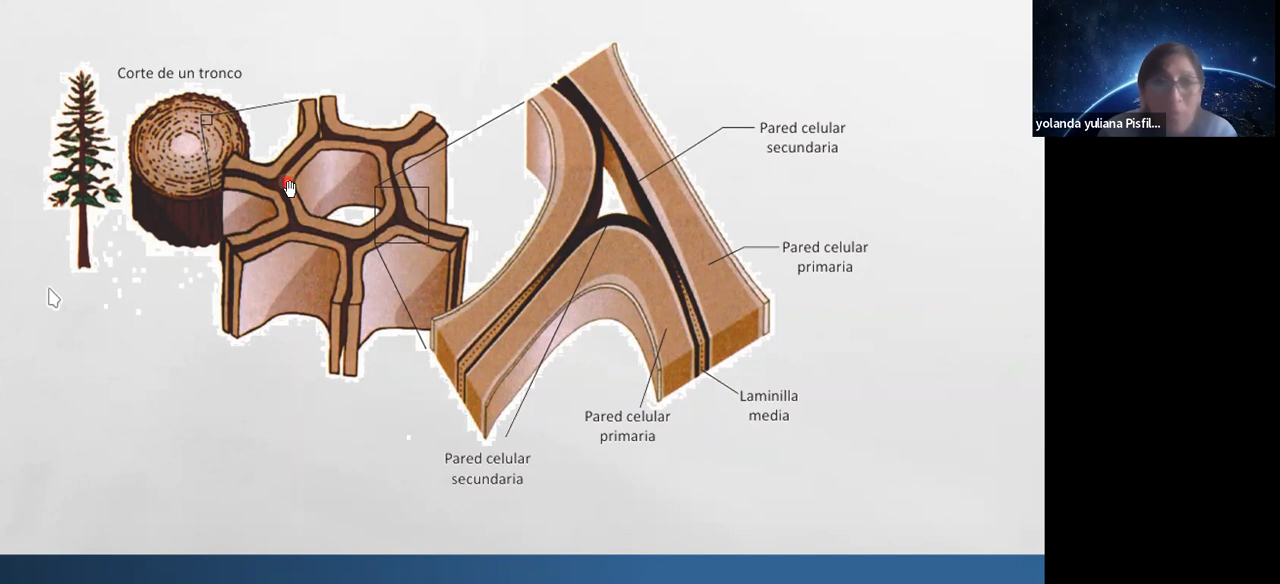 Corte de un tronco
yolanda yuliana Pisfil...
Pared celular
secundaria
Pared celular
primaria
Laminilla
media
Pared celular
primaria
Pared celular
secundaria